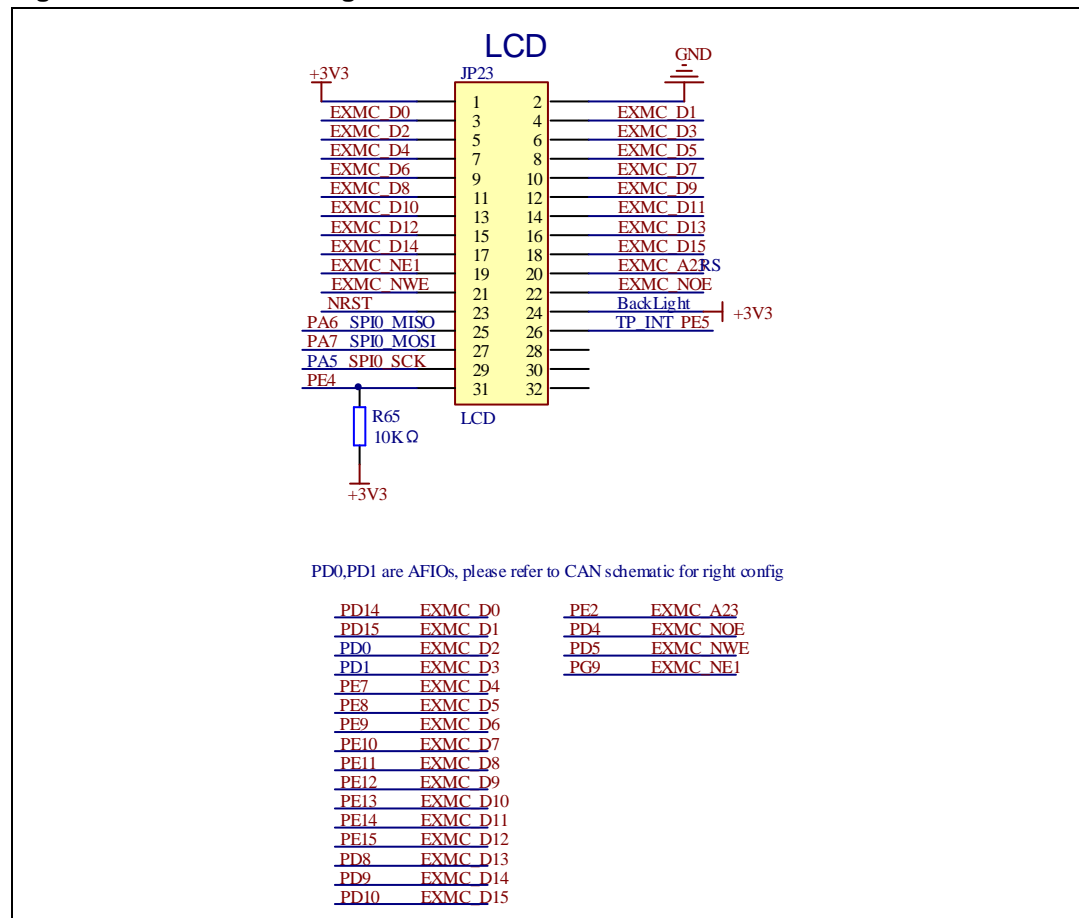 LCD
+3V3 JP23 GND
1 2
EXMC_D0 3 4 EXMC_D1
EXMC_D2 5 6 EXMC_D3
EXMC_D4 7 8 EXMC_D5
EXMC_D6 9 10 EXMC_D7
EXMC_D8 11 12 EXMC_D9
EXMC_D10 13 14 EXMC_D11
EXMC_D12 15 16 EXMC_D13
EXMC_D14 17 18 EXMC_D15
EXMC_NE1 19 20 EXMC_A23RS
EXMC_NWE 21 22 EXMC_NOE
NRST 23 24 BackLight +3V3
PA6 SPI0_MISO 25 26 TP_INT PE5
PA7 SPI0_MOSI 27 28
PA5 SPI0_SCK 29 30
PE4 31 32
R65 LCD
10KΩ
+3V3
PD0,PD1 are AFIOs, please refer to CAN schematic for right config
PD14 EXMC_D0 PE2 EXMC_A23
PD15 EXMC_D1 PD4 EXMC_NOE
PD0 EXMC_D2 PD5 EXMC_NWE
PD1 EXMC_D3 PG9 EXMC_NE1
PE7 EXMC_D4
PE8 EXMC_D5
PE9 EXMC_D6
PE10 EXMC_D7
PE11 EXMC_D8
PE12 EXMC_D9
PE13 EXMC_D10
PE14 EXMC_D11
PE15 EXMC_D12
PD8 EXMC_D13
PD9 EXMC_D14
PD10 EXMC_D15